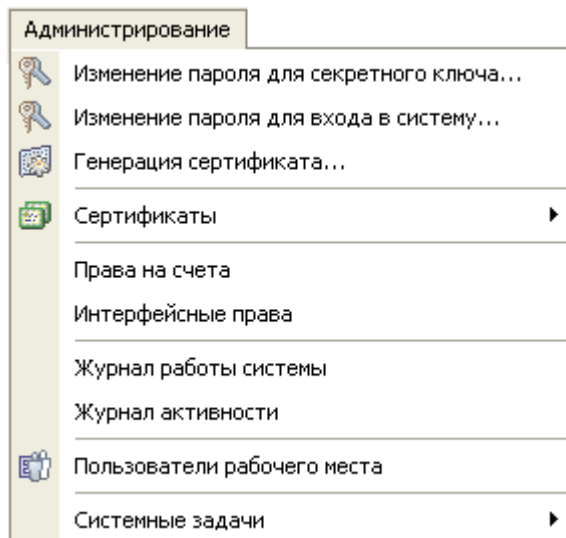 Администрирование
Изменение пароля для секретного ключа...
Изменение пароля для входа в систему...
Генерация сертификата...
Сертификаты
Права на счета
Интерфейсные права
Журнал работы системы
Журнал активности
Пользователи рабочего места
Системные задачи